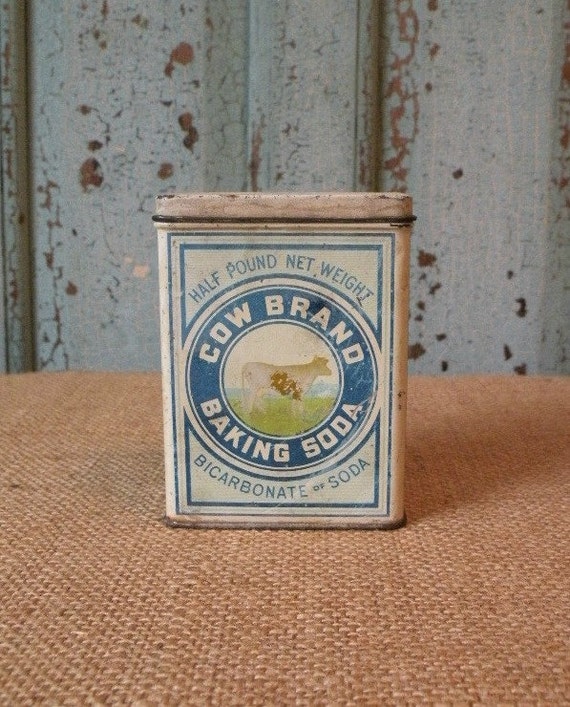 HALF POUND NET WEIGHT
COW BRAND
BAKING SODA
BICARBONATE OF SODA